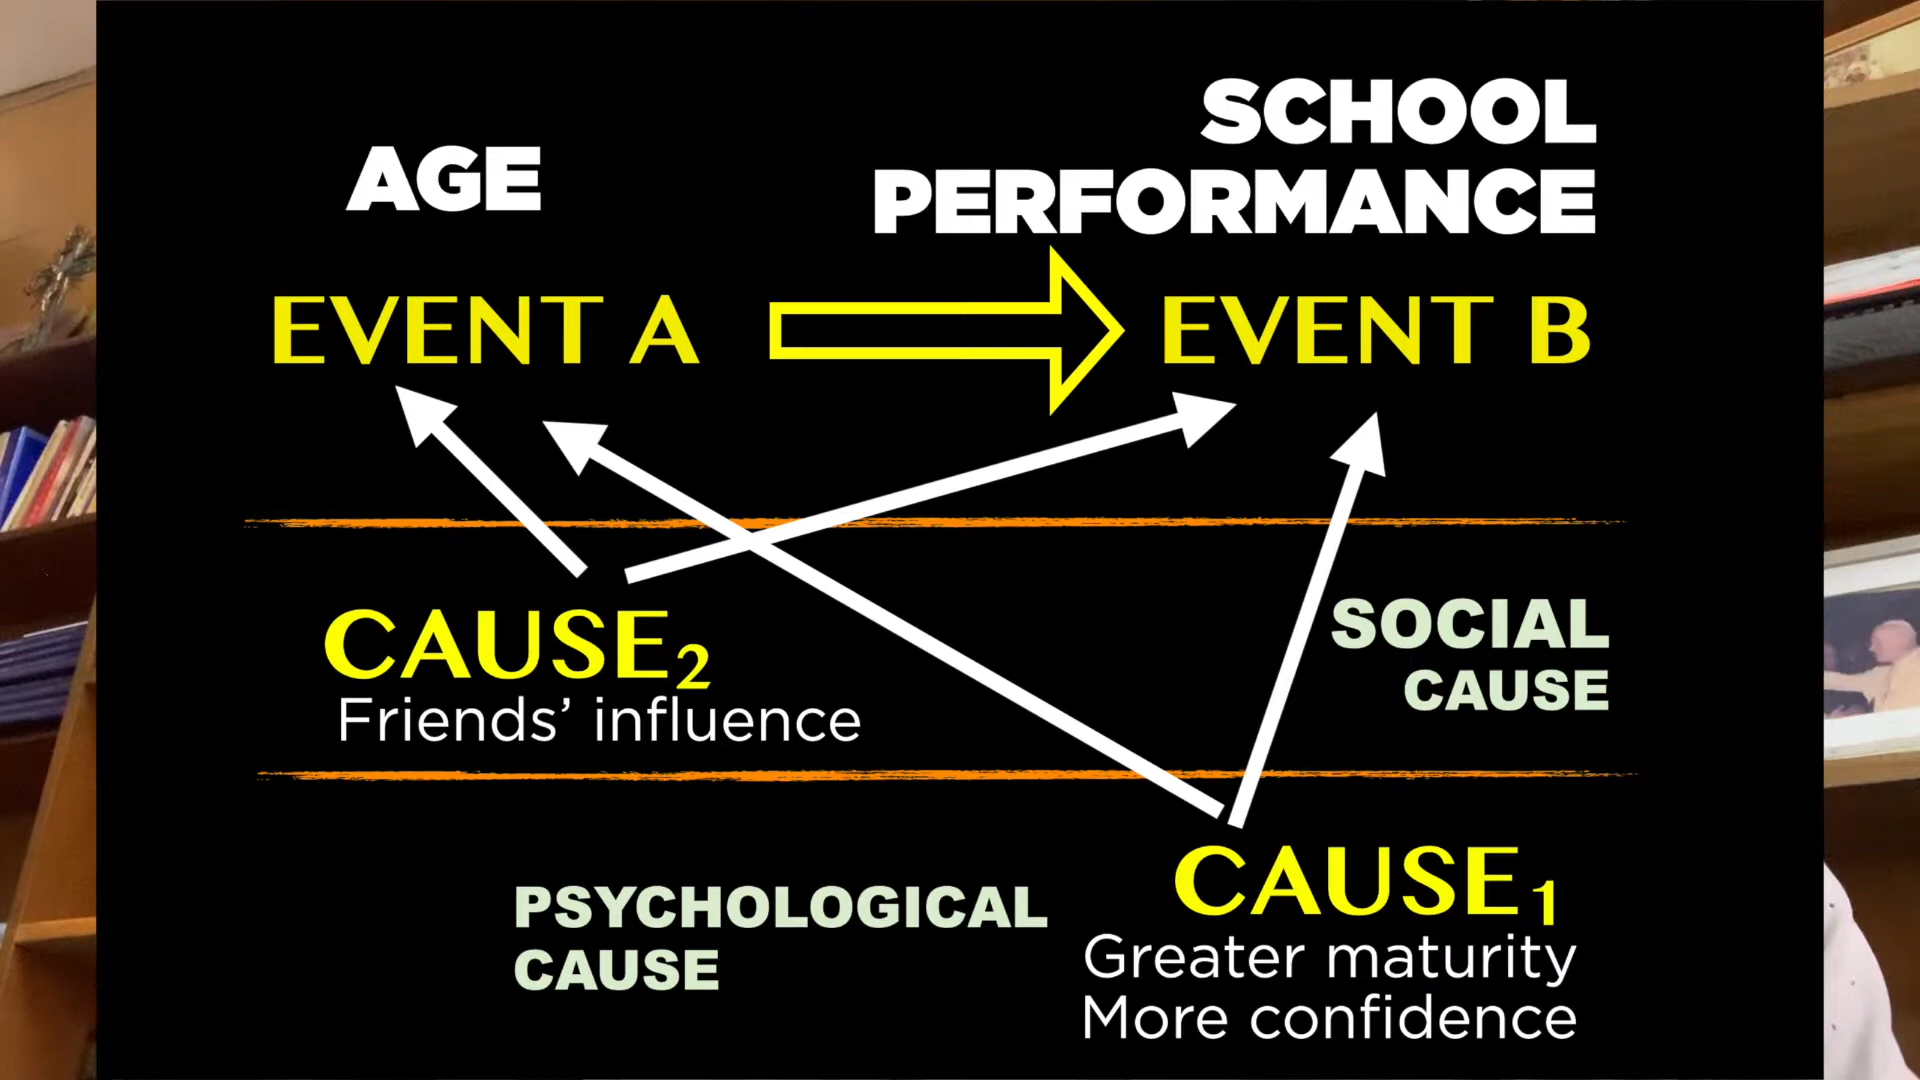 AGE
SCHOOL
PERFORMANCE
EVENT A
EVENT B
CAUSE₂
Friends’ influence
SOCIAL
CAUSE
PSYCHOLOGICAL
CAUSE
CAUSE₁
Greater maturity
More confidence